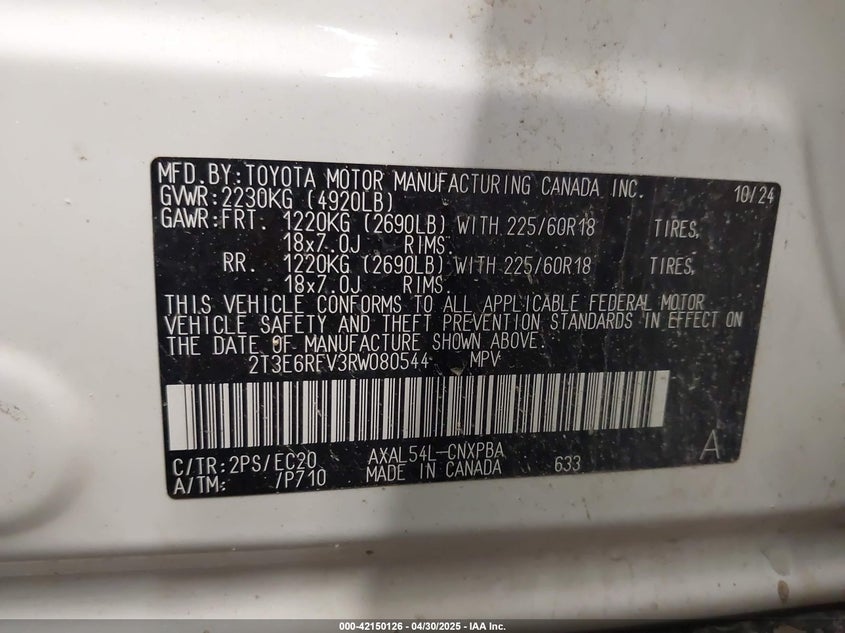 MFD. BY: TOYOTA MOTOR MANUFACTURING CANADA INC. 10/24
GVWR: 2230KG (4920LB)
GAWR: FRT. 1220KG (2690LB) WITH 225/60R18 TIRES,
18x7.0J RIMS.
RR. 1220KG (2690LB) WITH 225/60R18 TIRES,
18x7.0J RIMS.
THIS VEHICLE CONFORMS TO ALL APPLICABLE FEDERAL MOTOR
VEHICLE SAFETY AND THEFT PREVENTION STANDARDS IN EFFECT ON
THE DATE OF MANUFACTURE SHOWN ABOVE.
2T3E6RFV3RW080544 MPV
C/TR: 2PS/EC20 AXAL54L-CNXPBA A
A/TM: /P710 MADE IN CANADA 633
000-42150126 - 04/30/2025 - IAA Inc.